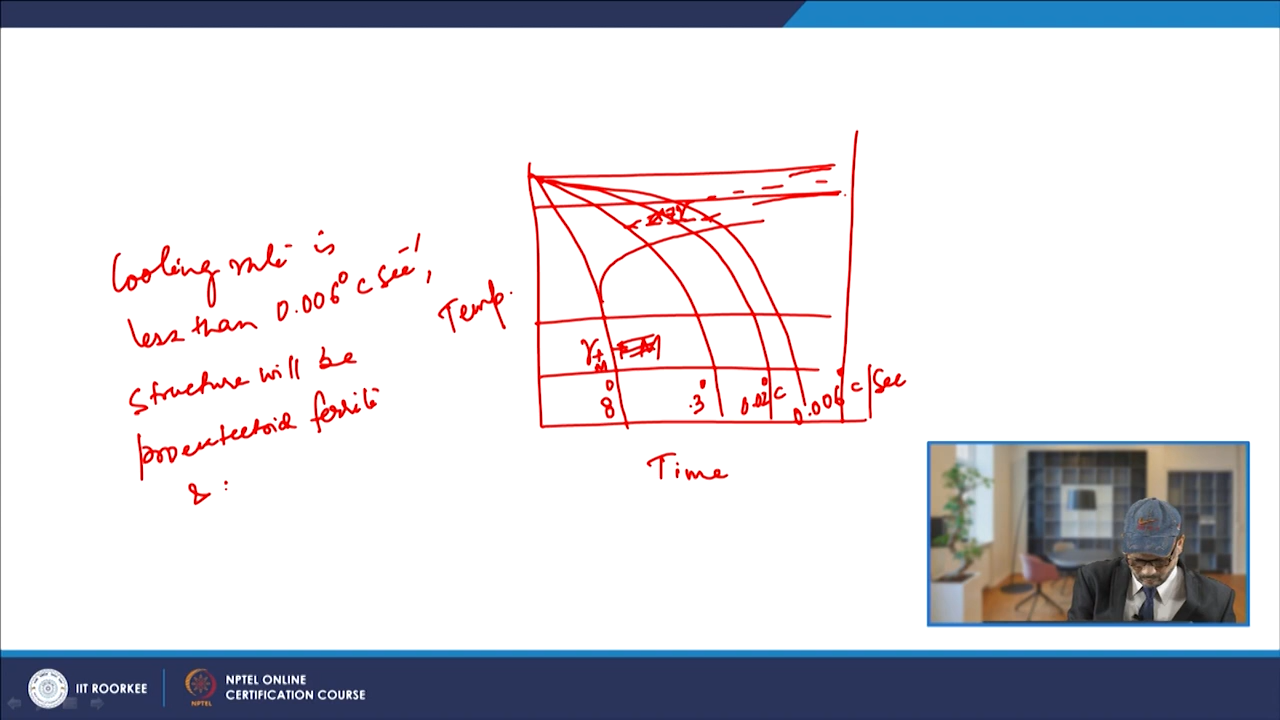 Cooling rate is
less than 0.006°C Sec⁻¹,
Structure will be
proeutectoid ferrite
& :
Temp.
γ+
M
8°
.3°
0.02°C
0.006°C/Sec
Time
IIT ROORKEE
NPTEL ONLINE
CERTIFICATION COURSE
NPTEL